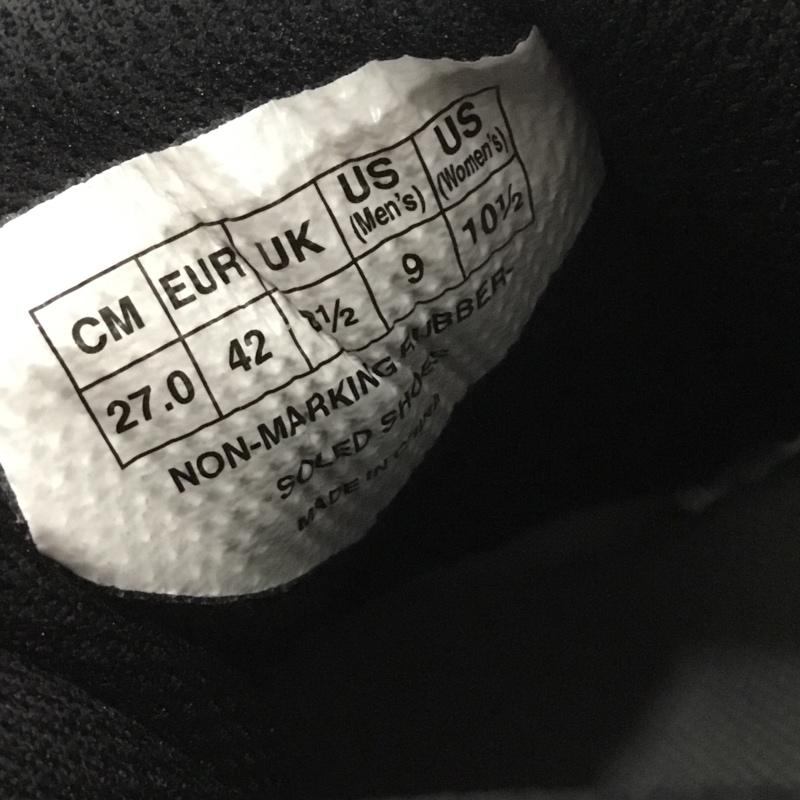 CM EUR UK US (Men's) US (Women's)
27.0 42 8½ 9 10½
NON-MARKING RUBBER-
SOLED SHOES
MADE IN CHINA